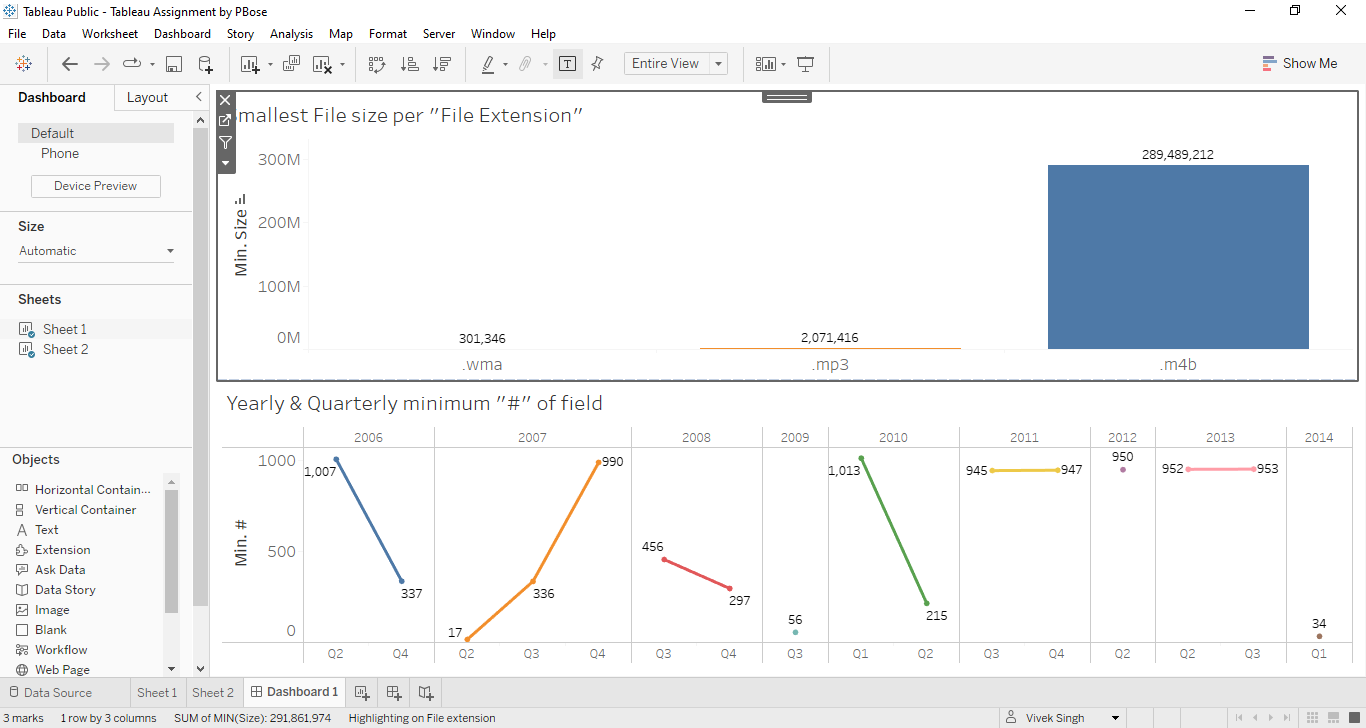 Tableau Public - Tableau Assignment by PBose
File Data Worksheet Dashboard Story Analysis Map Format Server Window Help
Entire View
Show Me
Dashboard Layout
Default
Phone
Device Preview
Size
Automatic
Sheets
Sheet 1
Sheet 2
Objects
Horizontal Contain...
Vertical Container
Text
Extension
Ask Data
Data Story
Image
Blank
Workflow
Web Page
mallest File size per "File Extension"
Min. Size
300M
200M
100M
0M
301,346
2,071,416
289,489,212
.wma .mp3 .m4b
Yearly & Quarterly minimum "#" of field
2006 2007 2008 2009 2010 2011 2012 2013 2014
Min. #
1000
500
0
1,007
337
17
336
990
456
297
56
1,013
215
945
947
950
952
953
34
Q2 Q4 Q2 Q3 Q4 Q3 Q4 Q3 Q1 Q2 Q3 Q4 Q2 Q2 Q3 Q1
Data Source Sheet 1 Sheet 2 Dashboard 1
3 marks 1 row by 3 columns SUM of MIN(Size): 291,861,974 Highlighting on File extension Vivek Singh